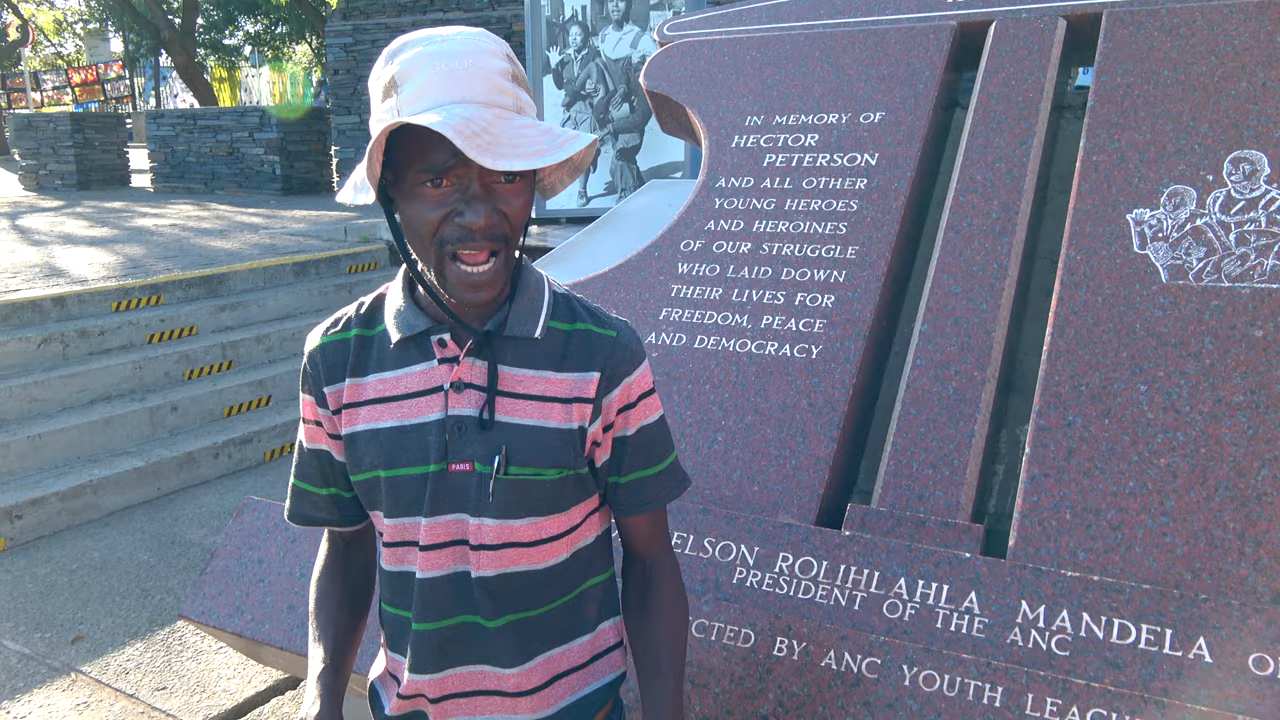 IN MEMORY OF
HECTOR
PETERSON
AND ALL OTHER
YOUNG HEROES
AND HEROINES
OF OUR STRUGGLE
WHO LAID DOWN
THEIR LIVES FOR
FREEDOM, PEACE
AND DEMOCRACY
PARIS
ELSON ROLIHLAHLA MANDELA
PRESIDENT OF THE ANC
CTED BY ANC YOUTH LEAGU